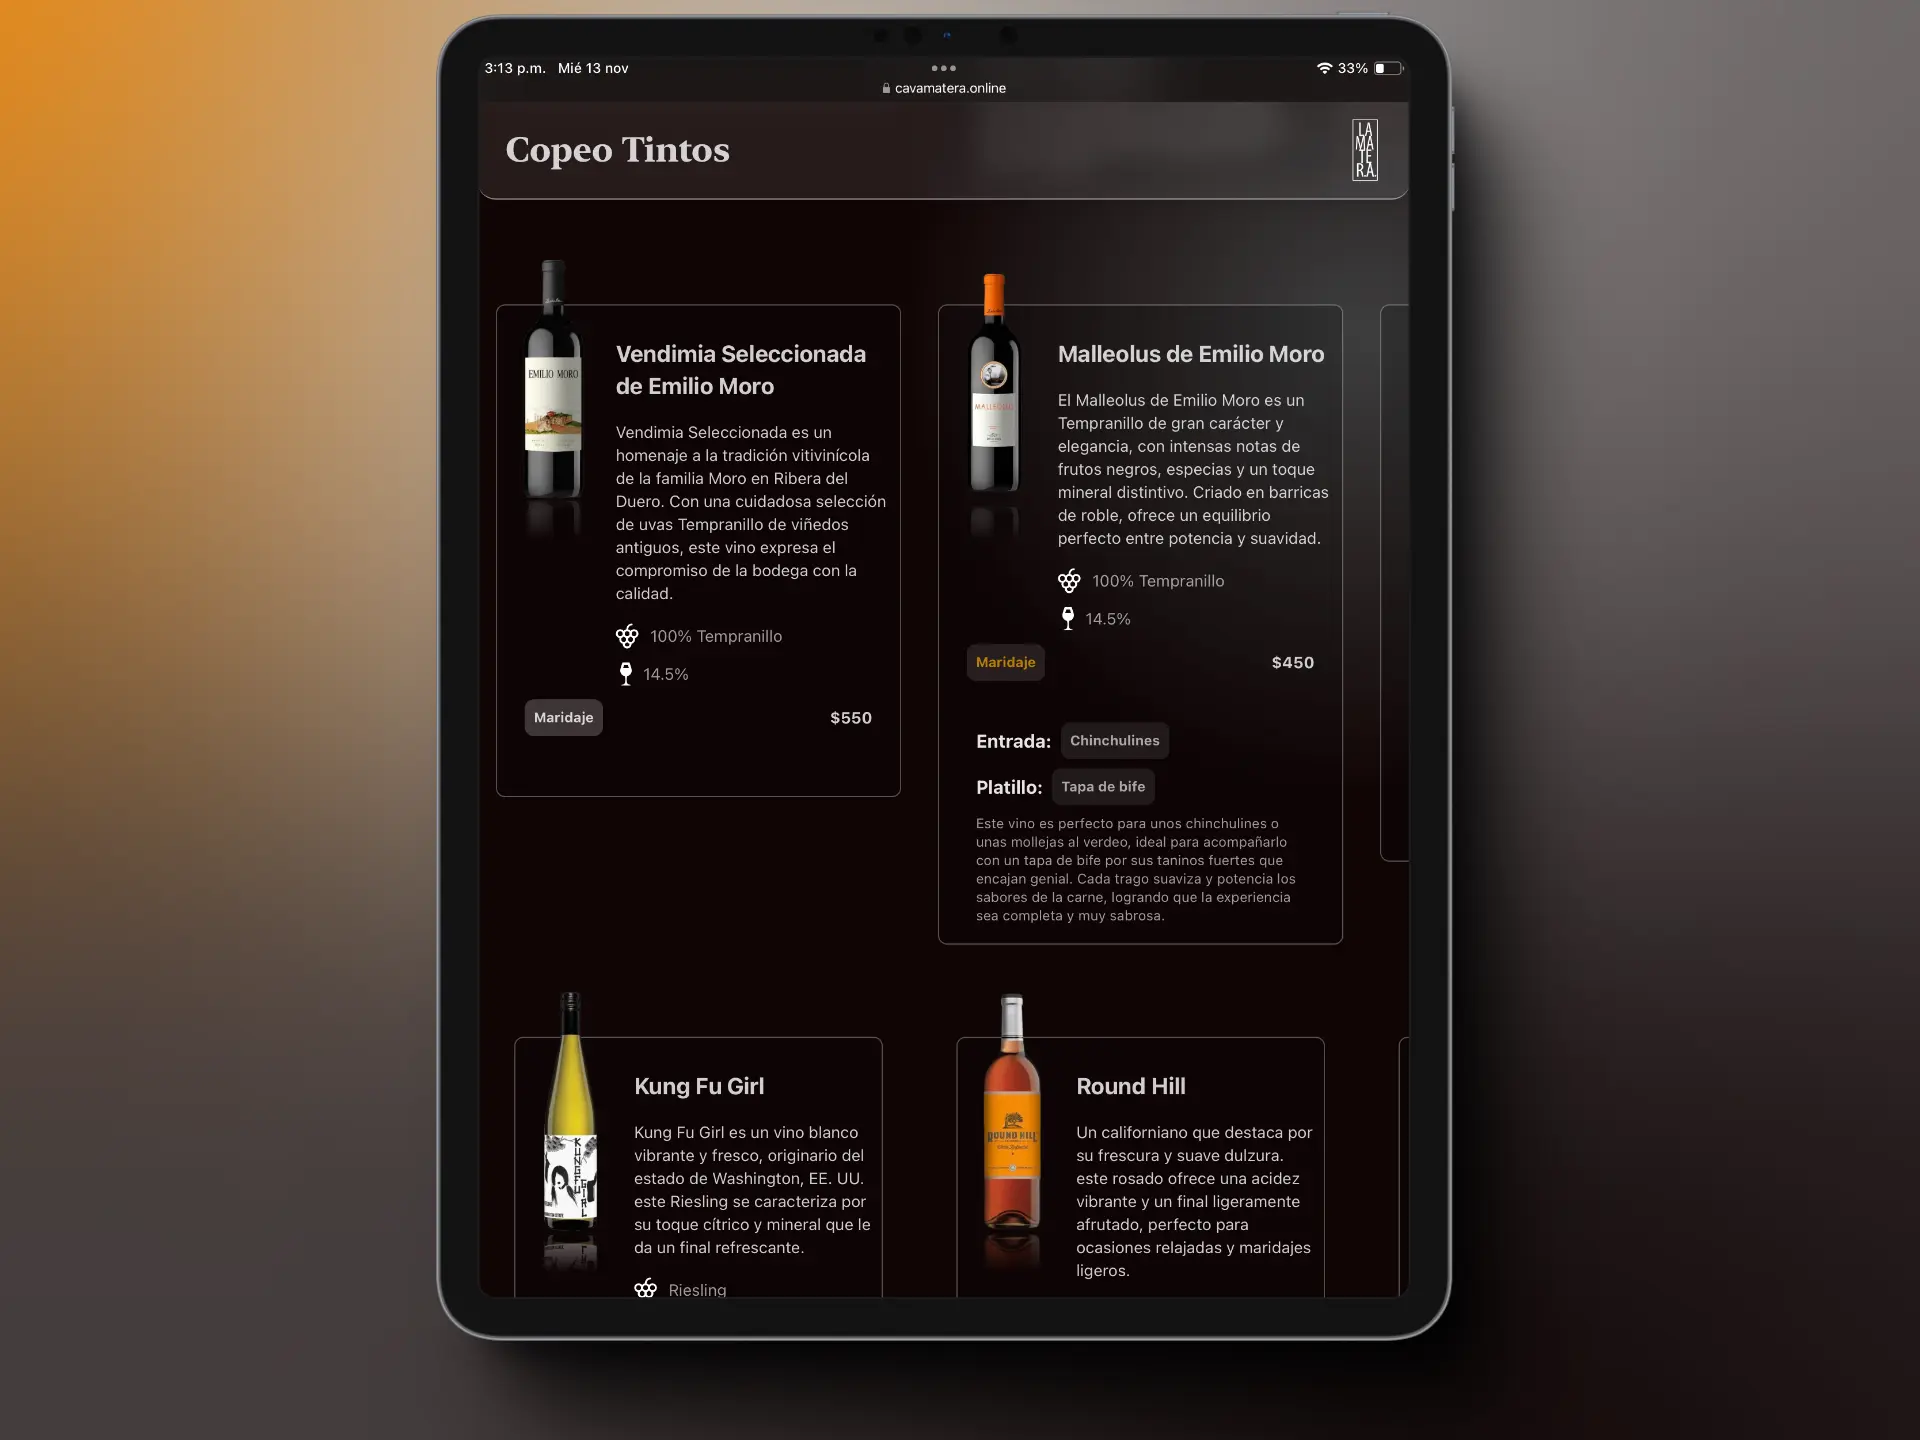 3:13 p.m. Mié 13 nov
33%
cavamatera.online
Copeo Tintos
LA
MA
TE
R.A.
EMILIO MORO
Vendimia Seleccionada
de Emilio Moro
Vendimia Seleccionada es un
homenaje a la tradición vitivinícola
de la familia Moro en Ribera del
Duero. Con una cuidadosa selección
de uvas Tempranillo de viñedos
antiguos, este vino expresa el
compromiso de la bodega con la
calidad.
100% Tempranillo
14.5%
Maridaje
$550
MALLEOLUS
Malleolus de Emilio Moro
El Malleolus de Emilio Moro es un
Tempranillo de gran carácter y
elegancia, con intensas notas de
frutos negros, especias y un toque
mineral distintivo. Criado en barricas
de roble, ofrece un equilibrio
perfecto entre potencia y suavidad.
100% Tempranillo
14.5%
Maridaje
$450
Entrada: Chinchulines
Platillo: Tapa de bife
Este vino es perfecto para unos chinchulines o
unas mollejas al verdeo, ideal para acompañarlo
con un tapa de bife por sus taninos fuertes que
encajan genial. Cada trago suaviza y potencia los
sabores de la carne, logrando que la experiencia
sea completa y muy sabrosa.
KUNG FU
GIRL
Kung Fu Girl
Kung Fu Girl es un vino blanco
vibrante y fresco, originario del
estado de Washington, EE. UU.
este Riesling se caracteriza por
su toque cítrico y mineral que le
da un final refrescante.
Riesling
ROUND HILL
Round Hill
Un californiano que destaca por
su frescura y suave dulzura.
este rosado ofrece una acidez
vibrante y un final ligeramente
afrutado, perfecto para
ocasiones relajadas y maridajes
ligeros.